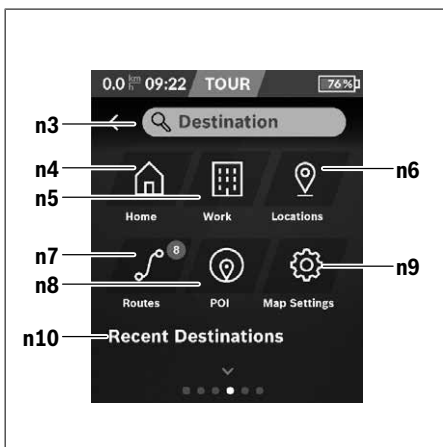 0.0 km/h 09:22 TOUR 76%
n3 Destination
n4
n5
n6
Home Work Locations
n7 8
n8
n9
Routes POI Map Settings
n10 Recent Destinations